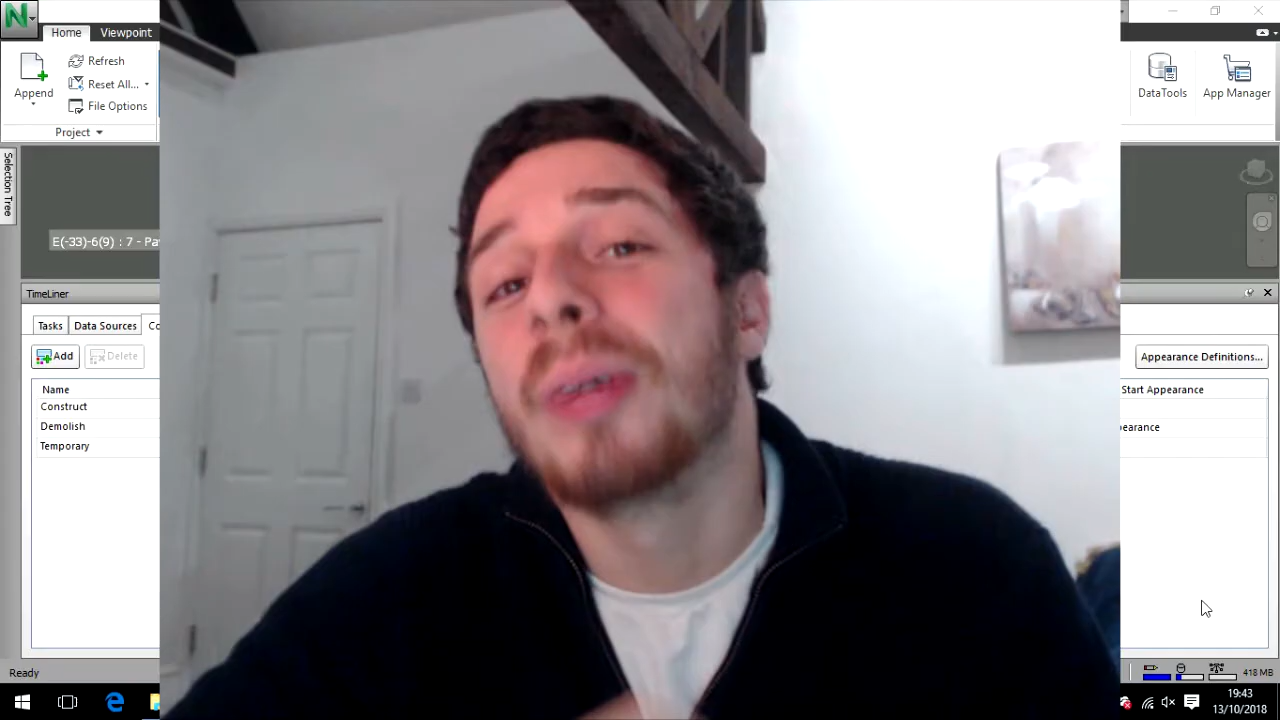 N
Home Viewpoint
Append
Refresh
Reset All...
File Options
Project
DataTools
App Manager
Selection Tree
E(-33)-6(9) : 7 - Pa
TimeLiner
Tasks
Data Sources
Co
Add
Delete
Appearance Definitions...
Name
Start Appearance
Construct
Demolish
earance
Temporary
Ready
418 MB
19:43
13/10/2018